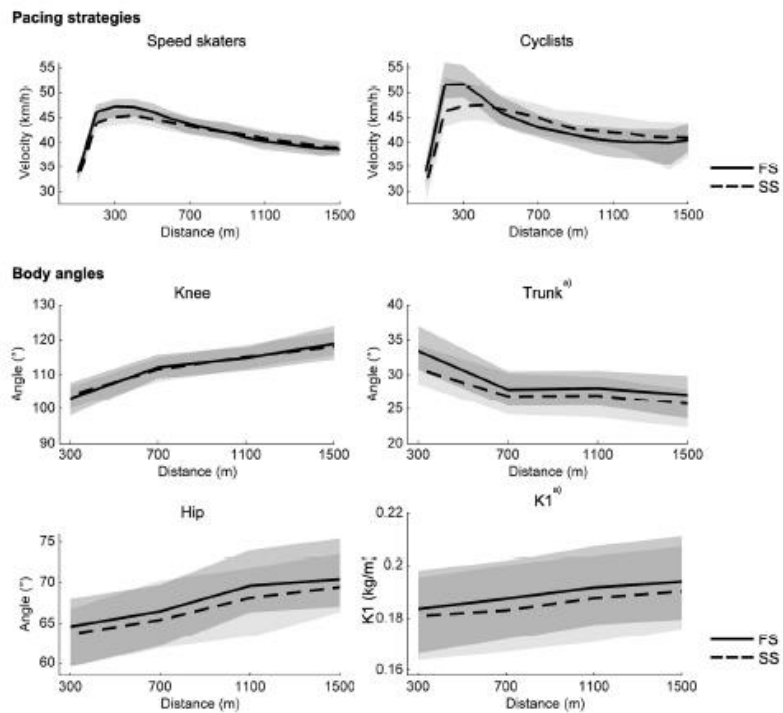 Pacing strategies
Speed skaters
Cyclists
Velocity (km/h)
55
50
45
40
35
30
300
700
1100
1500
Distance (m)
Velocity (km/h)
55
50
45
40
35
30
300
700
1100
1500
Distance (m)
FS
SS
Body angles
Knee
Trunk a)
Angle (°)
130
120
110
100
90
300
700
1100
1500
Distance (m)
Angle (°)
40
35
30
25
20
300
700
1100
1500
Distance (m)
Hip
K1 a)
Angle (°)
75
70
65
60
300
700
1100
1500
Distance (m)
K1 (kg/m)
0.22
0.2
0.18
0.16
300
700
1100
1500
Distance (m)
FS
SS